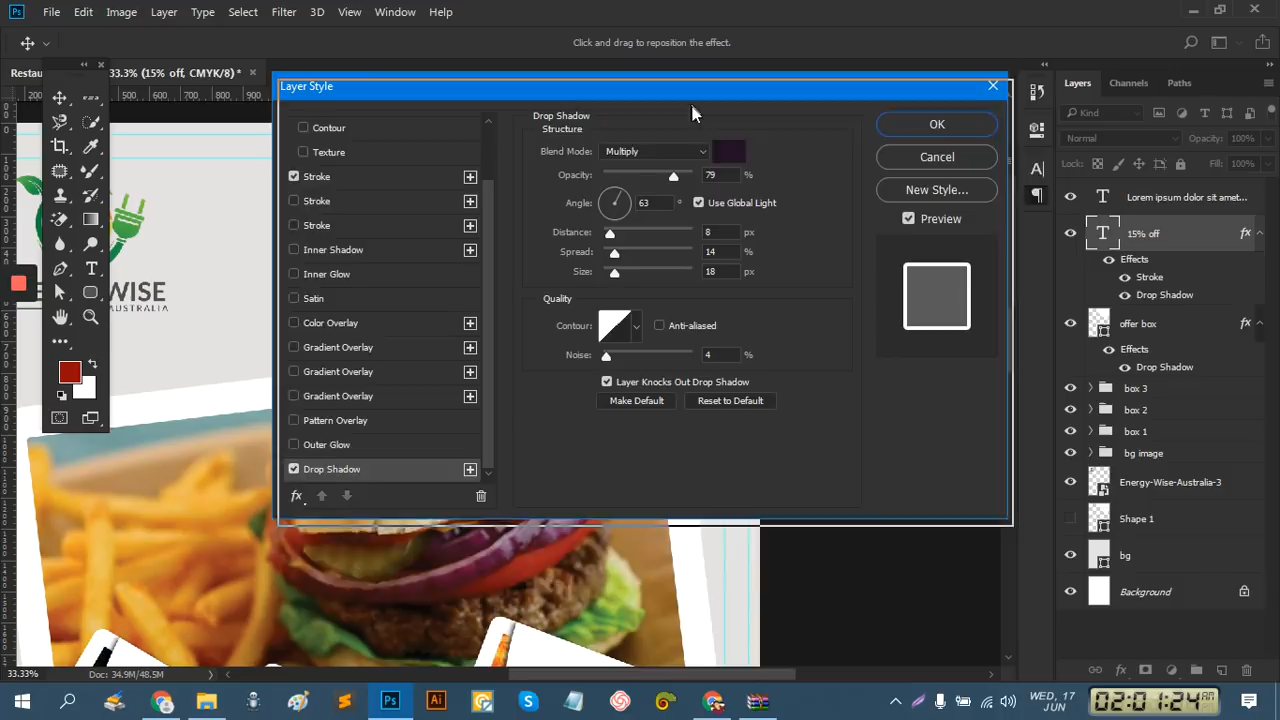 File Edit Image Layer Type Select Filter 3D View Window Help
Click and drag to reposition the effect.
Restau 33.3% (15% off, CMYK/8) *
Layer Style
Contour
Texture
Stroke
Stroke
Stroke
Inner Shadow
Inner Glow
Satin
Color Overlay
Gradient Overlay
Gradient Overlay
Gradient Overlay
Pattern Overlay
Outer Glow
Drop Shadow
Drop Shadow
Structure
Blend Mode: Multiply
Opacity: 79 %
Angle: 63 ° Use Global Light
Distance: 8 px
Spread: 14 %
Size: 18 px
Quality
Contour: Anti-aliased
Noise: 4 %
Layer Knocks Out Drop Shadow
Make Default Reset to Default
OK
Cancel
New Style...
Preview
Layers Channels Paths
Kind
Normal Opacity: 100%
Lock: Fill: 100%
Lorem ipsum dolor sit amet...
15% off fx
Effects
Stroke
Drop Shadow
offer box fx
Effects
Drop Shadow
box 3
box 2
box 1
bg image
Energy-Wise-Australia-3
Shape 1
bg
Background
WISE
AUSTRALIA
33.33% Doc: 34.9M/48.5M
WED, 17
JUN
02:01:24